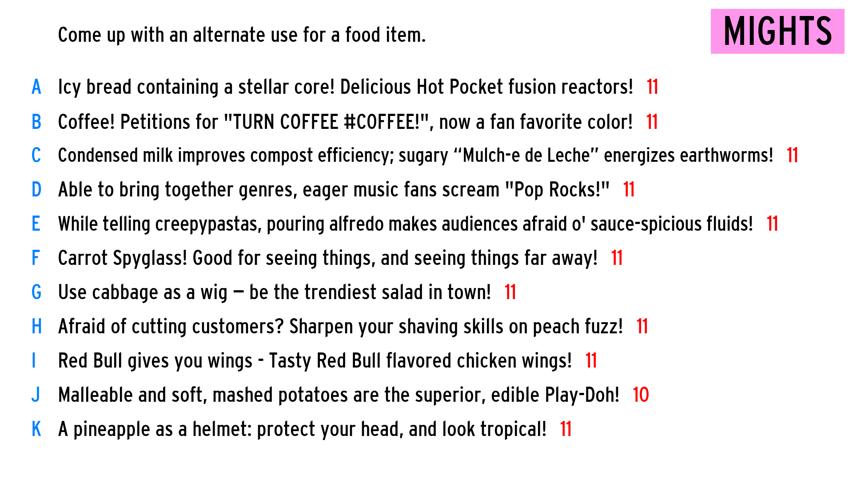 Come up with an alternate use for a food item.
MIGHTS
A Icy bread containing a stellar core! Delicious Hot Pocket fusion reactors! 11
B Coffee! Petitions for "TURN COFFEE #COFFEE!", now a fan favorite color! 11
C Condensed milk improves compost efficiency; sugary “Mulch-e de Leche” energizes earthworms! 11
D Able to bring together genres, eager music fans scream "Pop Rocks!" 11
E While telling creepypastas, pouring alfredo makes audiences afraid o' sauce-spicious fluids! 11
F Carrot Spyglass! Good for seeing things, and seeing things far away! 11
G Use cabbage as a wig – be the trendiest salad in town! 11
H Afraid of cutting customers? Sharpen your shaving skills on peach fuzz! 11
I Red Bull gives you wings - Tasty Red Bull flavored chicken wings! 11
J Malleable and soft, mashed potatoes are the superior, edible Play-Doh! 10
K A pineapple as a helmet: protect your head, and look tropical! 11